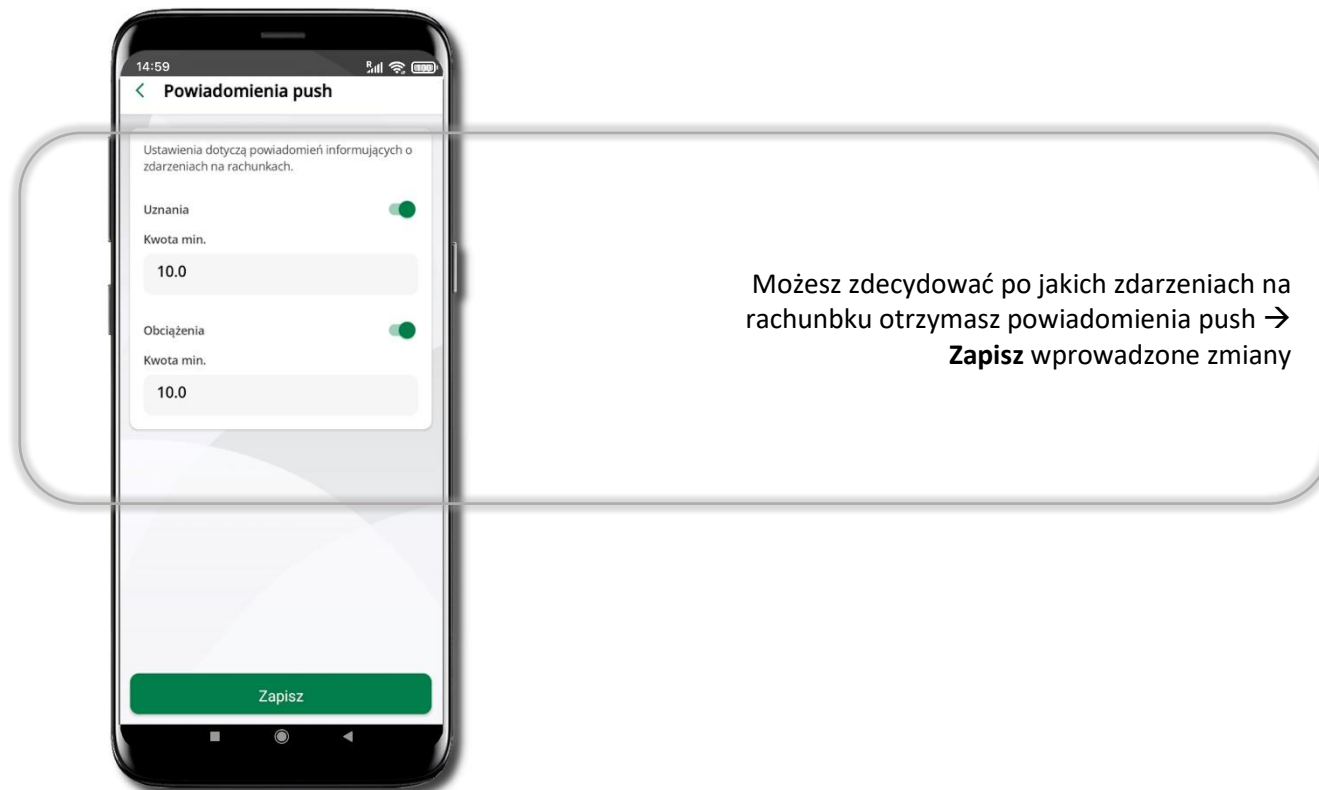 14:59
Powiadomienia push
Ustawienia dotyczą powiadomień informujących o
zdarzeniach na rachunkach.
Uznania
Kwota min.
10.0
Obciążenia
Kwota min.
10.0
Zapisz
Możesz zdecydować po jakich zdarzeniach na
rachunbku otrzymasz powiadomienia push →
Zapisz wprowadzone zmiany